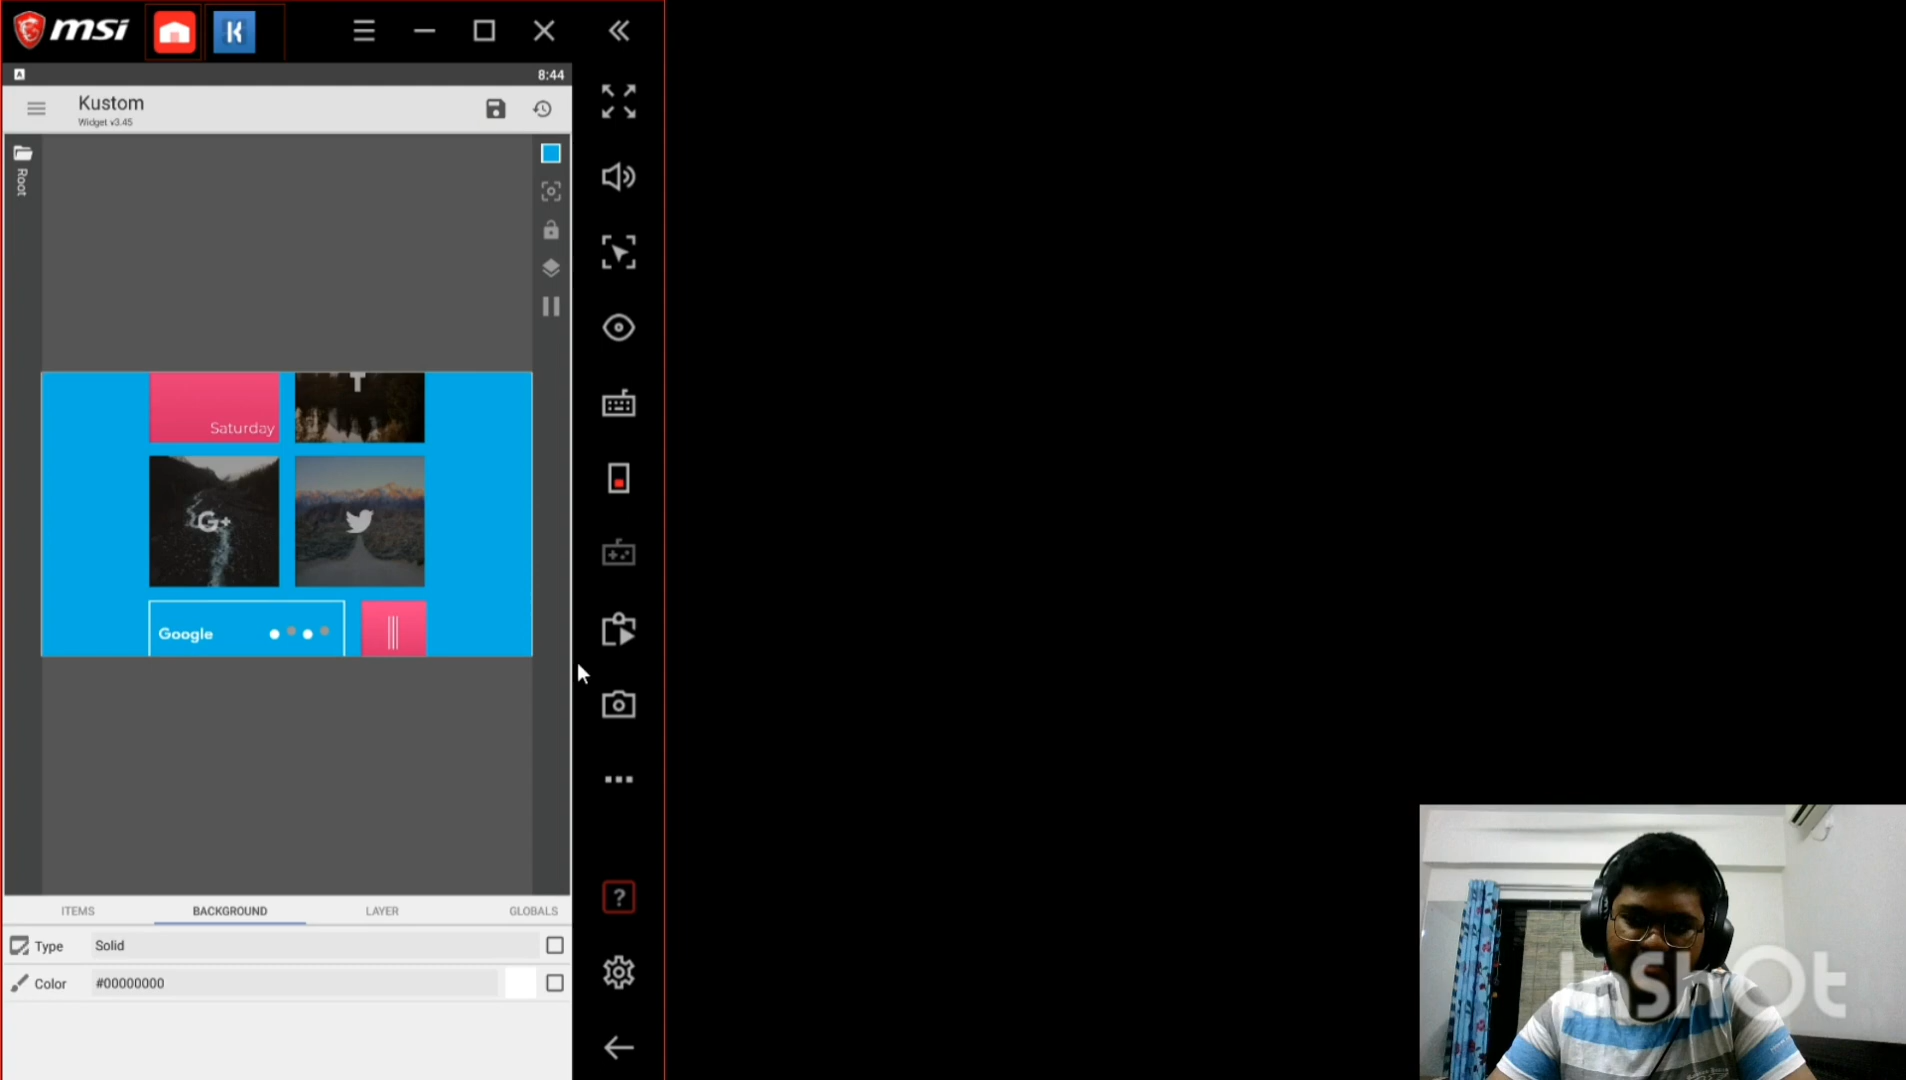 msi
8:44
Kustom
Widget v3.45
Root
T
Saturday
G+
Google
ITEMS
BACKGROUND
LAYER
GLOBALS
Type
Solid
Color
#00000000
InShOt